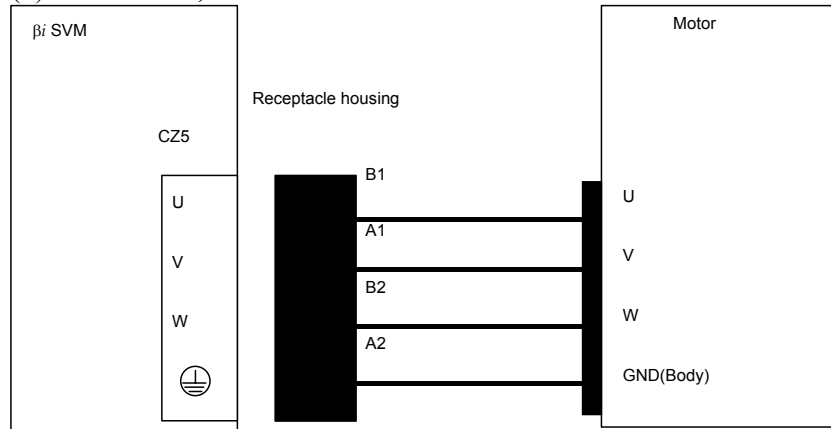 βi SVM
Motor
Receptacle housing
CZ5
B1
U
U
A1
V
V
B2
W
W
A2
GND(Body)